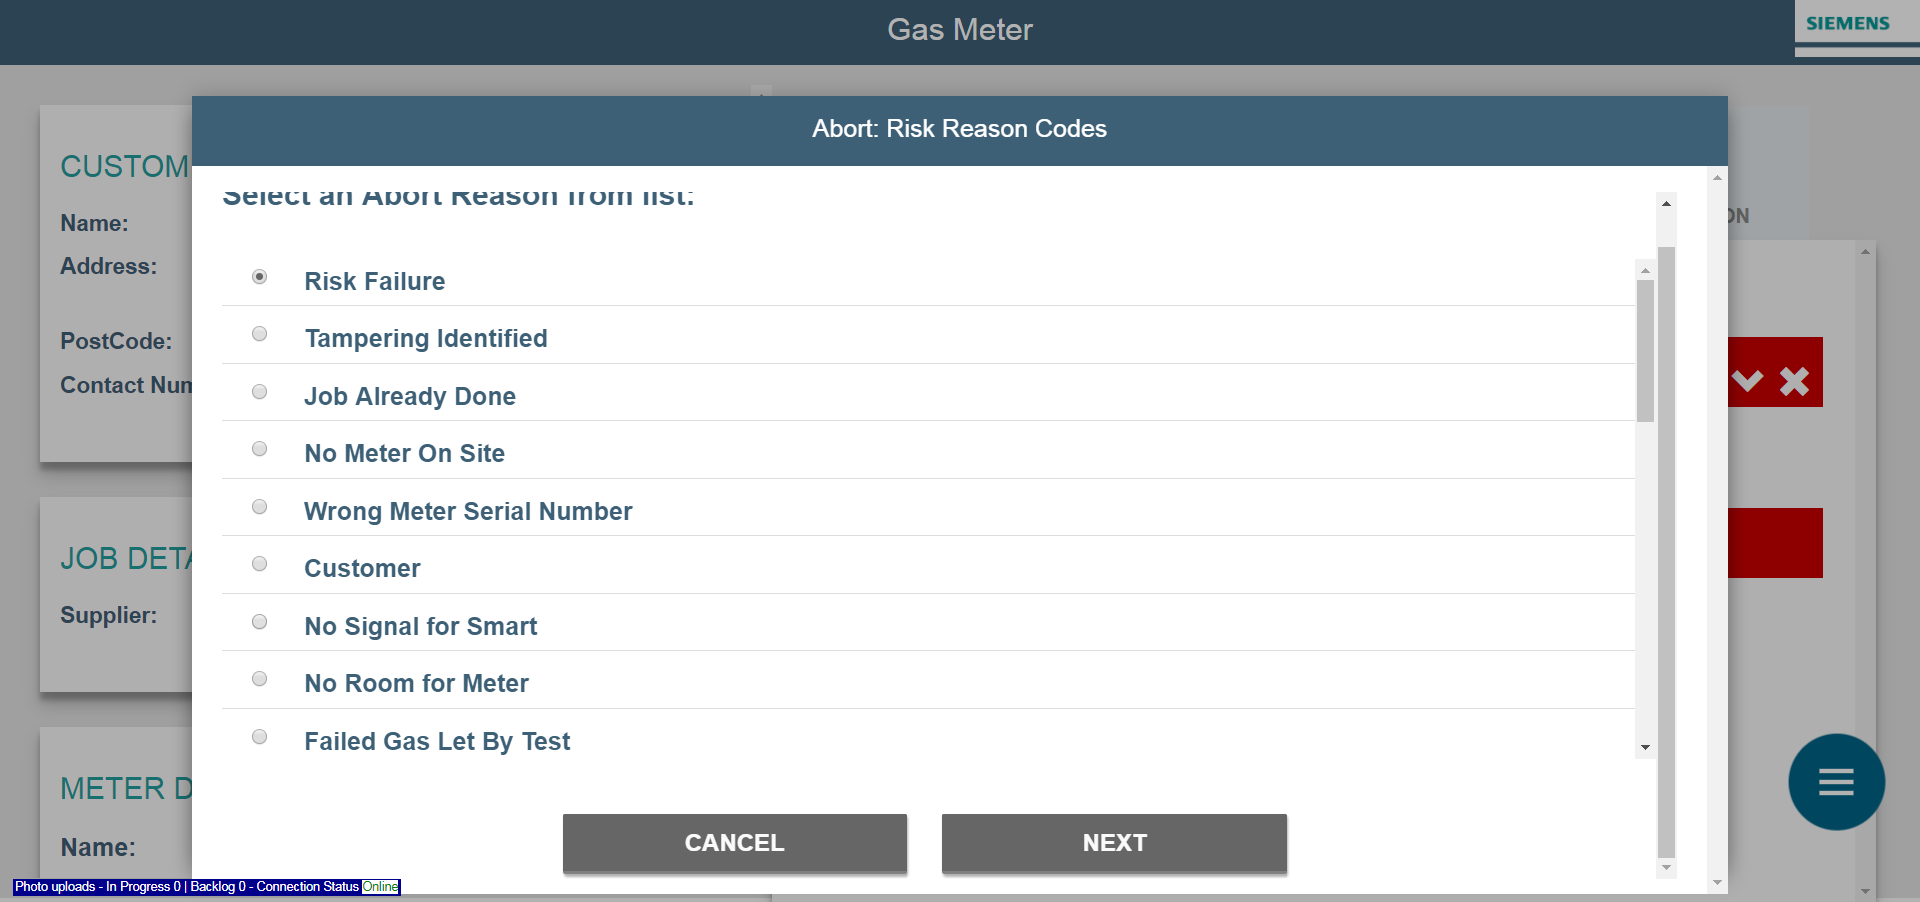 Gas Meter
SIEMENS
Abort: Risk Reason Codes
Select an Abort Reason from list:
Risk Failure
Tampering Identified
Job Already Done
No Meter On Site
Wrong Meter Serial Number
Customer
No Signal for Smart
No Room for Meter
Failed Gas Let By Test
CANCEL
NEXT
CUSTOM
Name:
Address:
PostCode:
Contact Num
JOB DETA
Supplier:
METER D
Name:
ON
Photo uploads - In Progress 0 | Backlog 0 - Connection Status Online